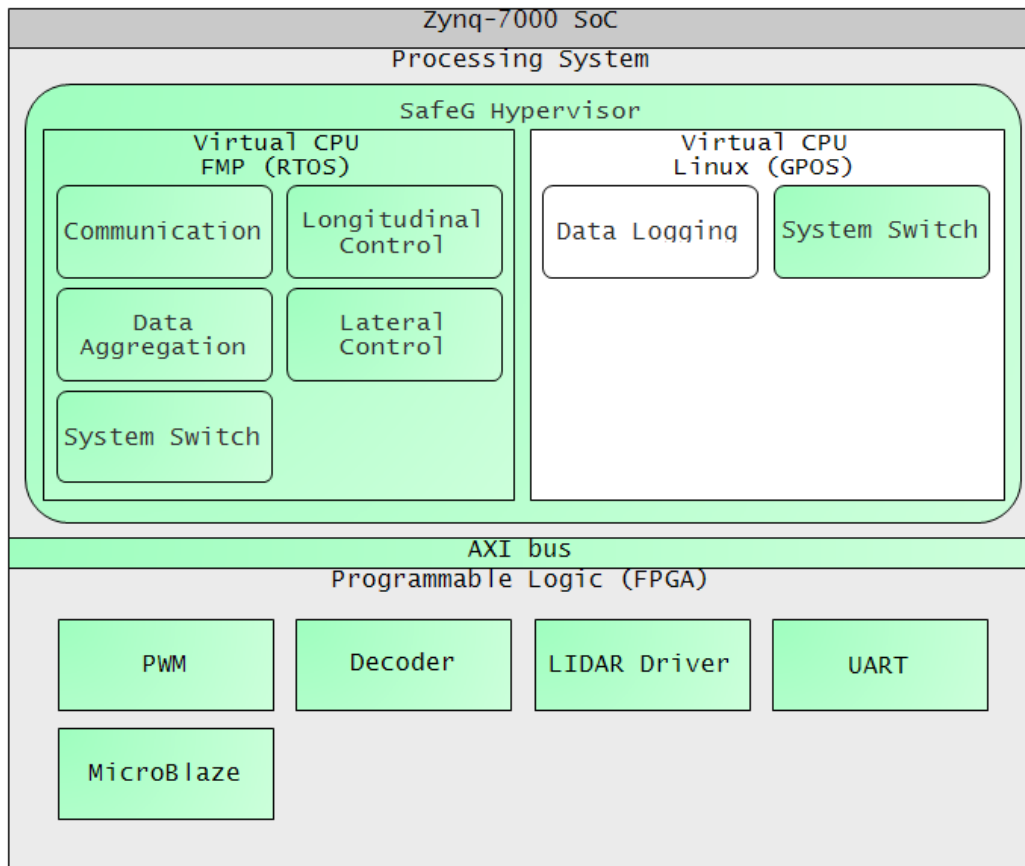 Zynq-7000 SoC
Processing System
SafeG Hypervisor
Virtual CPU
FMP (RTOS)
Communication
Longitudinal
Control
Data
Aggregation
Lateral
Control
System Switch
Virtual CPU
Linux (GPOS)
Data Logging
System Switch
AXI bus
Programmable Logic (FPGA)
PWM
Decoder
LIDAR Driver
UART
MicroBlaze